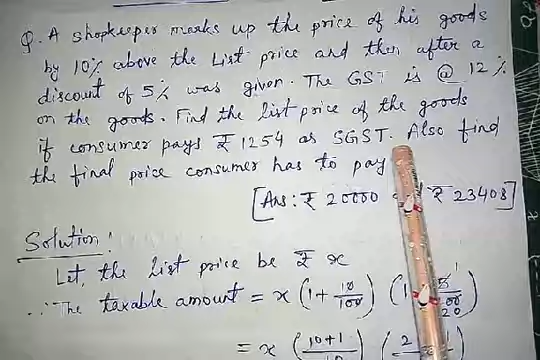 Q. A shopkeeper marks up the price of his goods
by 10% above the List price and then after a
discount of 5% was given. The GST is @ 12%
on the goods. Find the list price of the goods
if consumer pays ₹ 1254 as SGST. Also find
the final price consumer has to pay
[Ans: ₹ 20000 ₹ 23408]
Solution:
Let, the list price be ₹ x
∴ The taxable amount = x (1 + 10/100) (1 5/100)
20
= x (10+1/